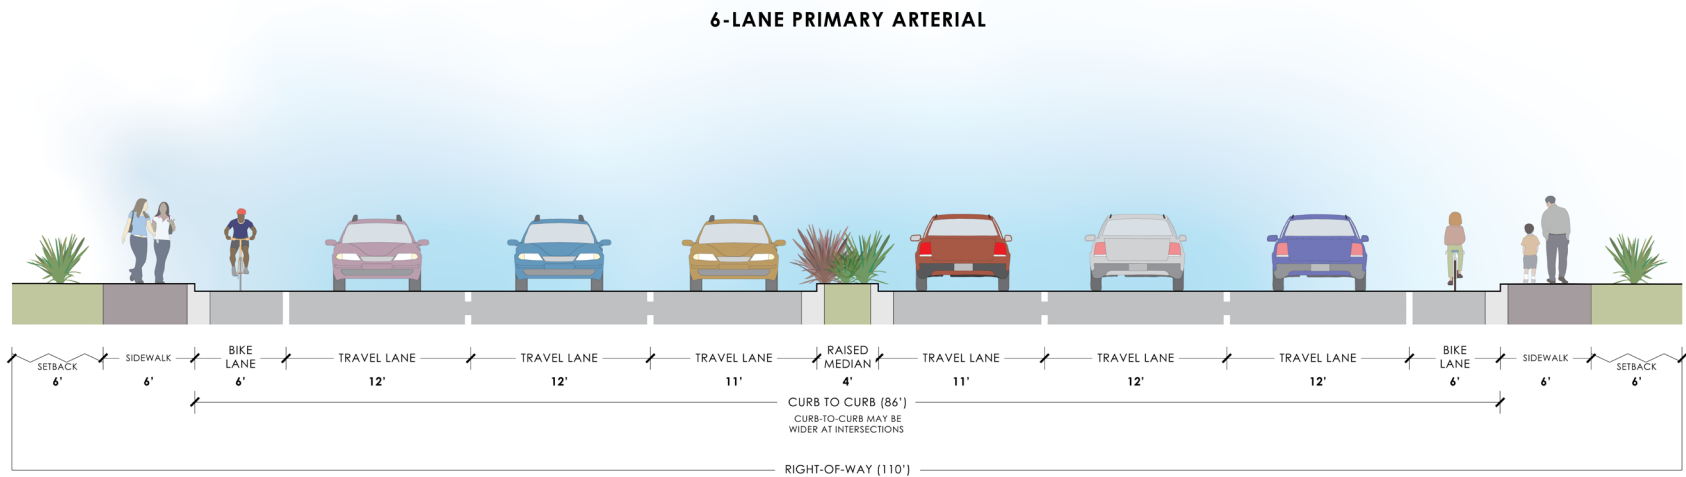 6-LANE PRIMARY ARTERIAL
SETBACK
6'
SIDEWALK
6'
BIKE
LANE
6'
TRAVEL LANE
12'
TRAVEL LANE
12'
TRAVEL LANE
11'
RAISED
MEDIAN
4'
TRAVEL LANE
11'
TRAVEL LANE
12'
TRAVEL LANE
12'
BIKE
LANE
6'
SIDEWALK
6'
SETBACK
6'
CURB TO CURB (86')
CURB-TO-CURB MAY BE
WIDER AT INTERSECTIONS
RIGHT-OF-WAY (110')